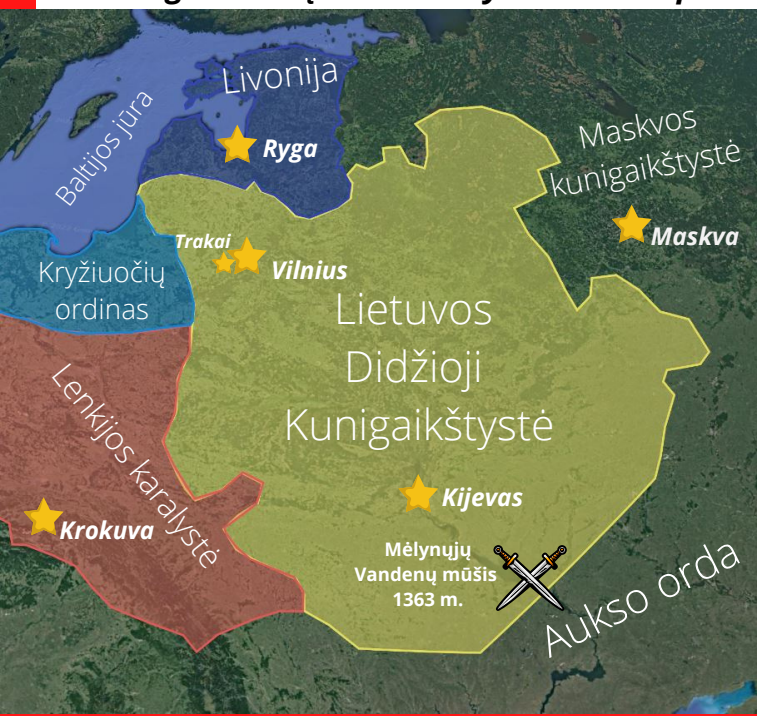 Livonija
Baltijos jūra
Ryga
Maskvos
kunigaikštystė
Maskva
Trakai
Vilnius
Kryžiuočių
ordinas
Lietuvos
Didžioji
Kunigaikštystė
Lenkijos karalystė
Krokuva
Kijevas
Mėlynųjų
Vandenų mūšis
1363 m.
Aukso orda